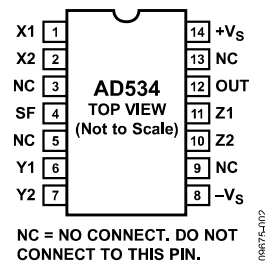 X1 1 14 +VS
X2 2 13 NC
NC 3 AD534 12 OUT
SF 4 TOP VIEW 11 Z1
NC 5 (Not to Scale) 10 Z2
Y1 6 9 NC
Y2 7 8 –VS
NC = NO CONNECT. DO NOT
CONNECT TO THIS PIN.
09675-002